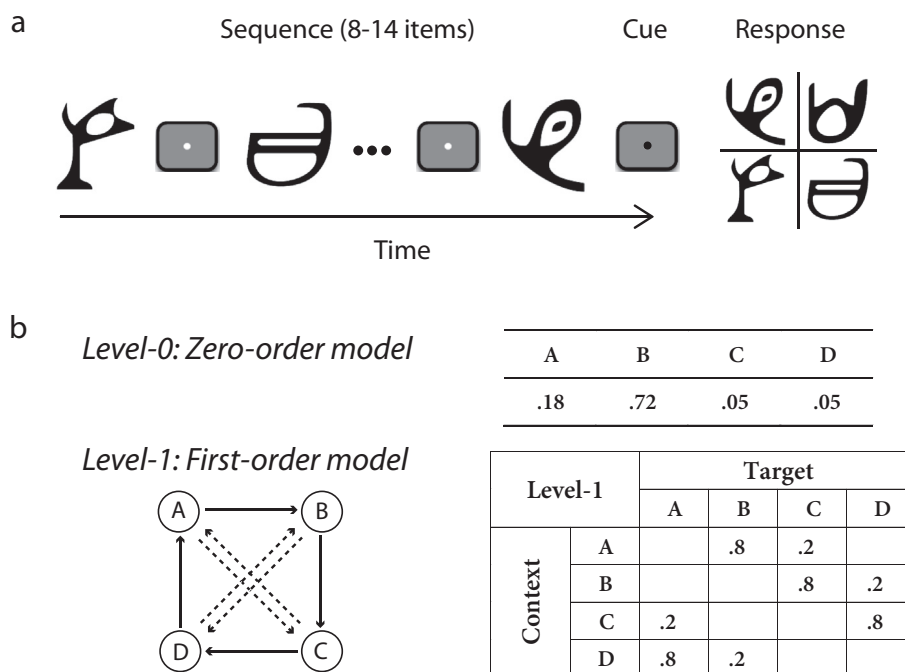 a
Sequence (8-14 items) Cue Response
Time
b
Level-0: Zero-order model
A B C D
.18 .72 .05 .05
Level-1: First-order model
A B
D C
Level-1 Target
A B C D
Context
A .8 .2
B .8 .2
C .2 .8
D .8 .2